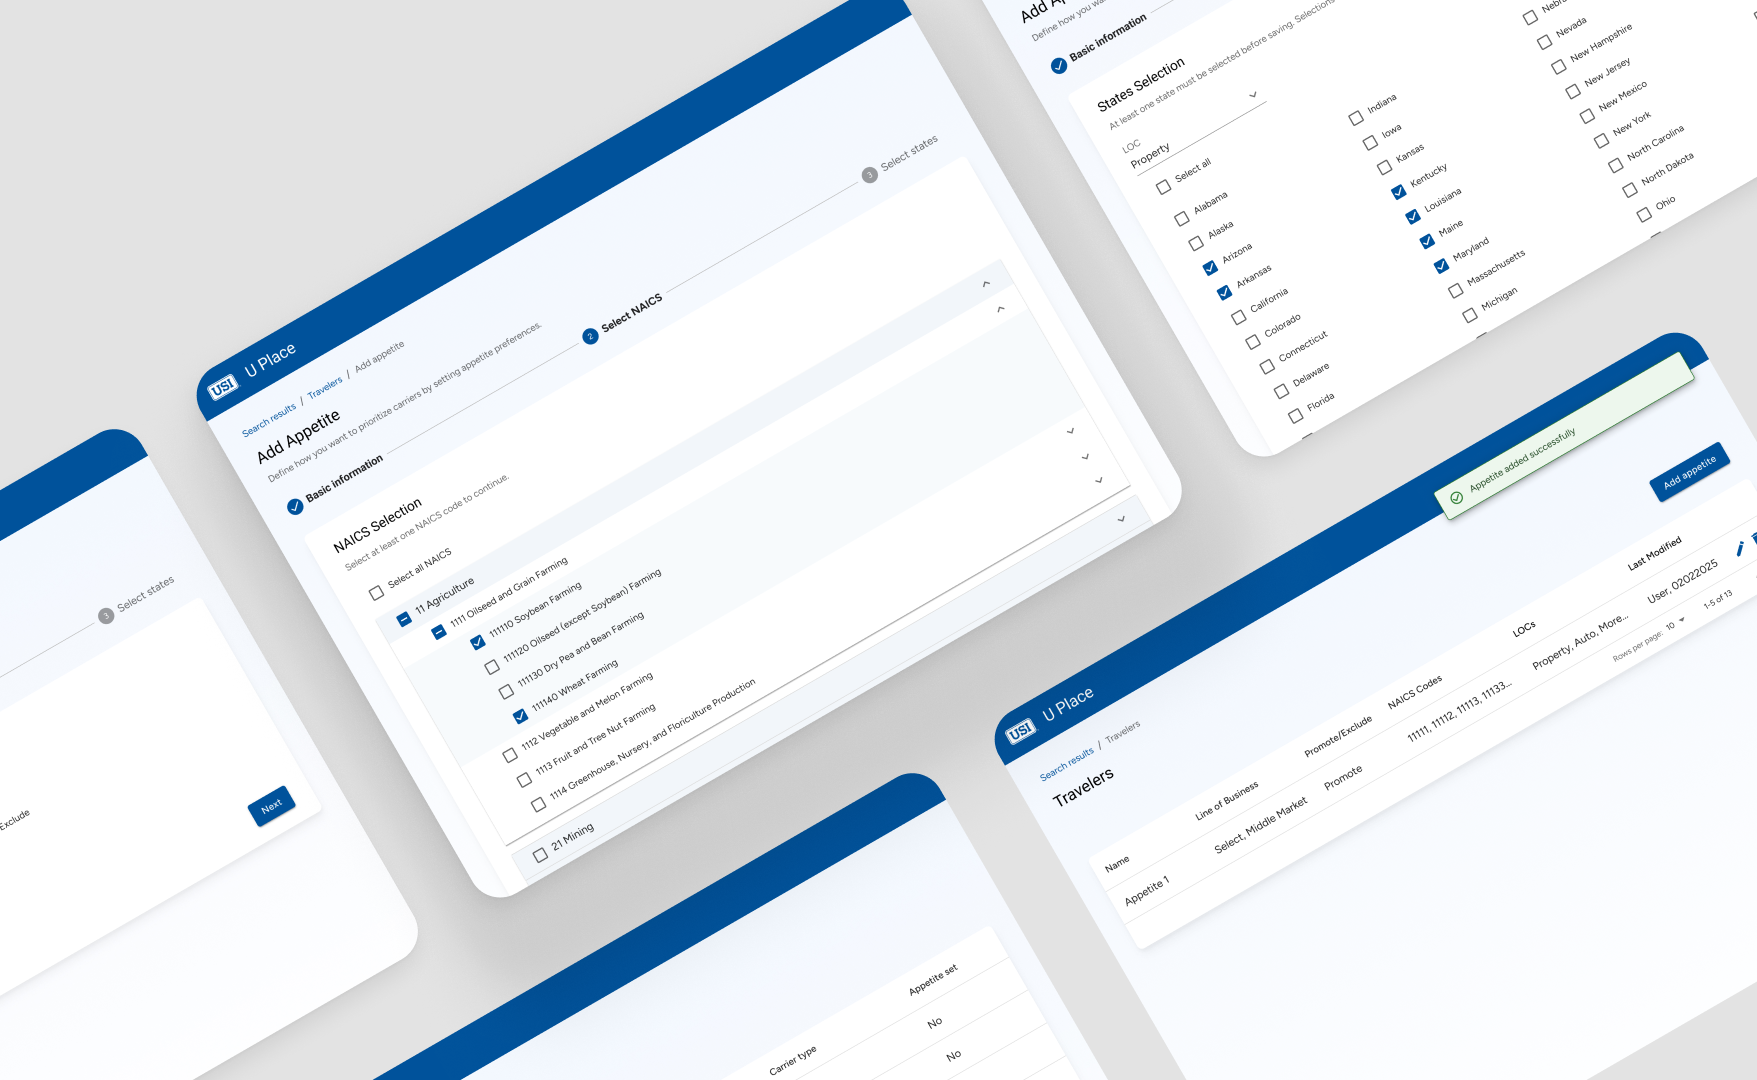 USI U Place
Search results / Travelers / Add appetite
Add Appetite
Define how you want to prioritize carriers by setting appetite preferences.
Basic information
2 Select NAICS
3 Select states
NAICS Selection
Select at least one NAICS code to continue.
Select all NAICS
11 Agriculture
1111 Oilseed and Grain Farming
111110 Soybean Farming
111120 Oilseed (except Soybean) Farming
111130 Dry Pea and Bean Farming
111140 Wheat Farming
1112 Vegetable and Melon Farming
1113 Fruit and Tree Nut Farming
1114 Greenhouse, Nursery, and Floriculture Production
21 Mining
Basic information
States Selection
At least one state must be selected before saving. Selections
LOC
Property
Select all
Alabama
Alaska
Arizona
Arkansas
California
Colorado
Connecticut
Delaware
Florida
Indiana
Iowa
Kansas
Kentucky
Louisiana
Maine
Maryland
Massachusetts
Michigan
Nevada
New Hampshire
New Jersey
New Mexico
New York
North Carolina
North Dakota
Ohio
3 Select states
Exclude
Next
USI U Place
Appetite added successfully
Search results / Travelers
Travelers
Add appetite
Name Line of Business Promote/Exclude NAICS Codes LOCs Last Modified
Appetite 1 Select, Middle Market Promote 11111, 11112, 11113, 11133... Property, Auto, More... User, 02022025
Rows per page: 10 1-5 of 13
Carrier type Appetite set
No
No